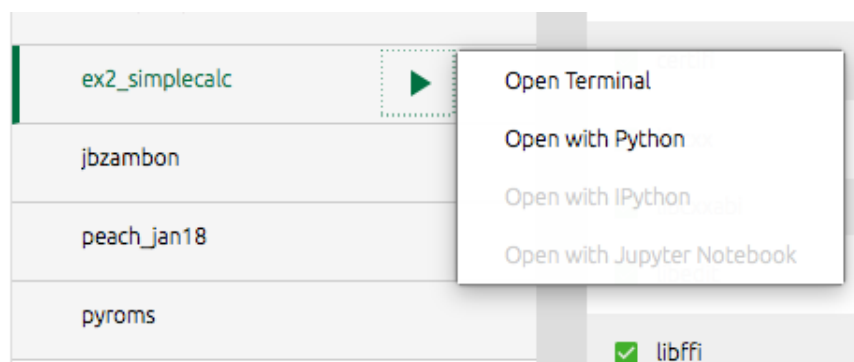 ex2_simplecalc
Open Terminal
Open with Python
jbzambon
Open with IPython
peach_jan18
Open with Jupyter Notebook
pyroms
libffi